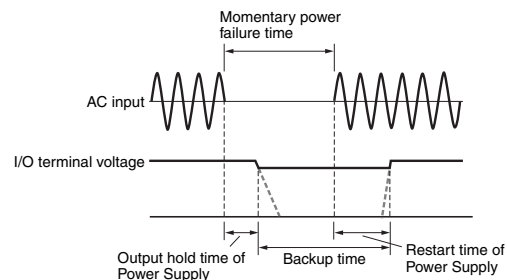 Momentary power
failure time
AC input
I/O terminal voltage
Output hold time of
Power Supply
Backup time
Restart time of
Power Supply